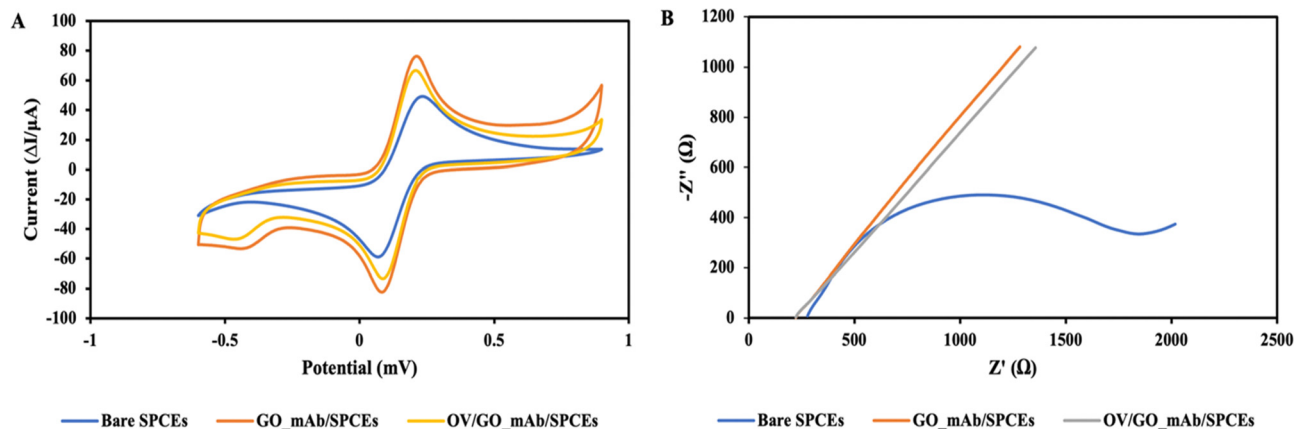 A
100
80
60
40
20
0
-20
-40
-60
-80
-100
Current (ΔI/μA)
-1
-0.5
0
0.5
1
Potential (mV)
Bare SPCEs
GO_mAb/SPCEs
OV/GO_mAb/SPCEs
B
1200
1000
800
600
400
200
0
-Z" (Ω)
0
500
1000
1500
2000
2500
Z' (Ω)
Bare SPCEs
GO_mAb/SPCEs
OV/GO_mAb/SPCEs